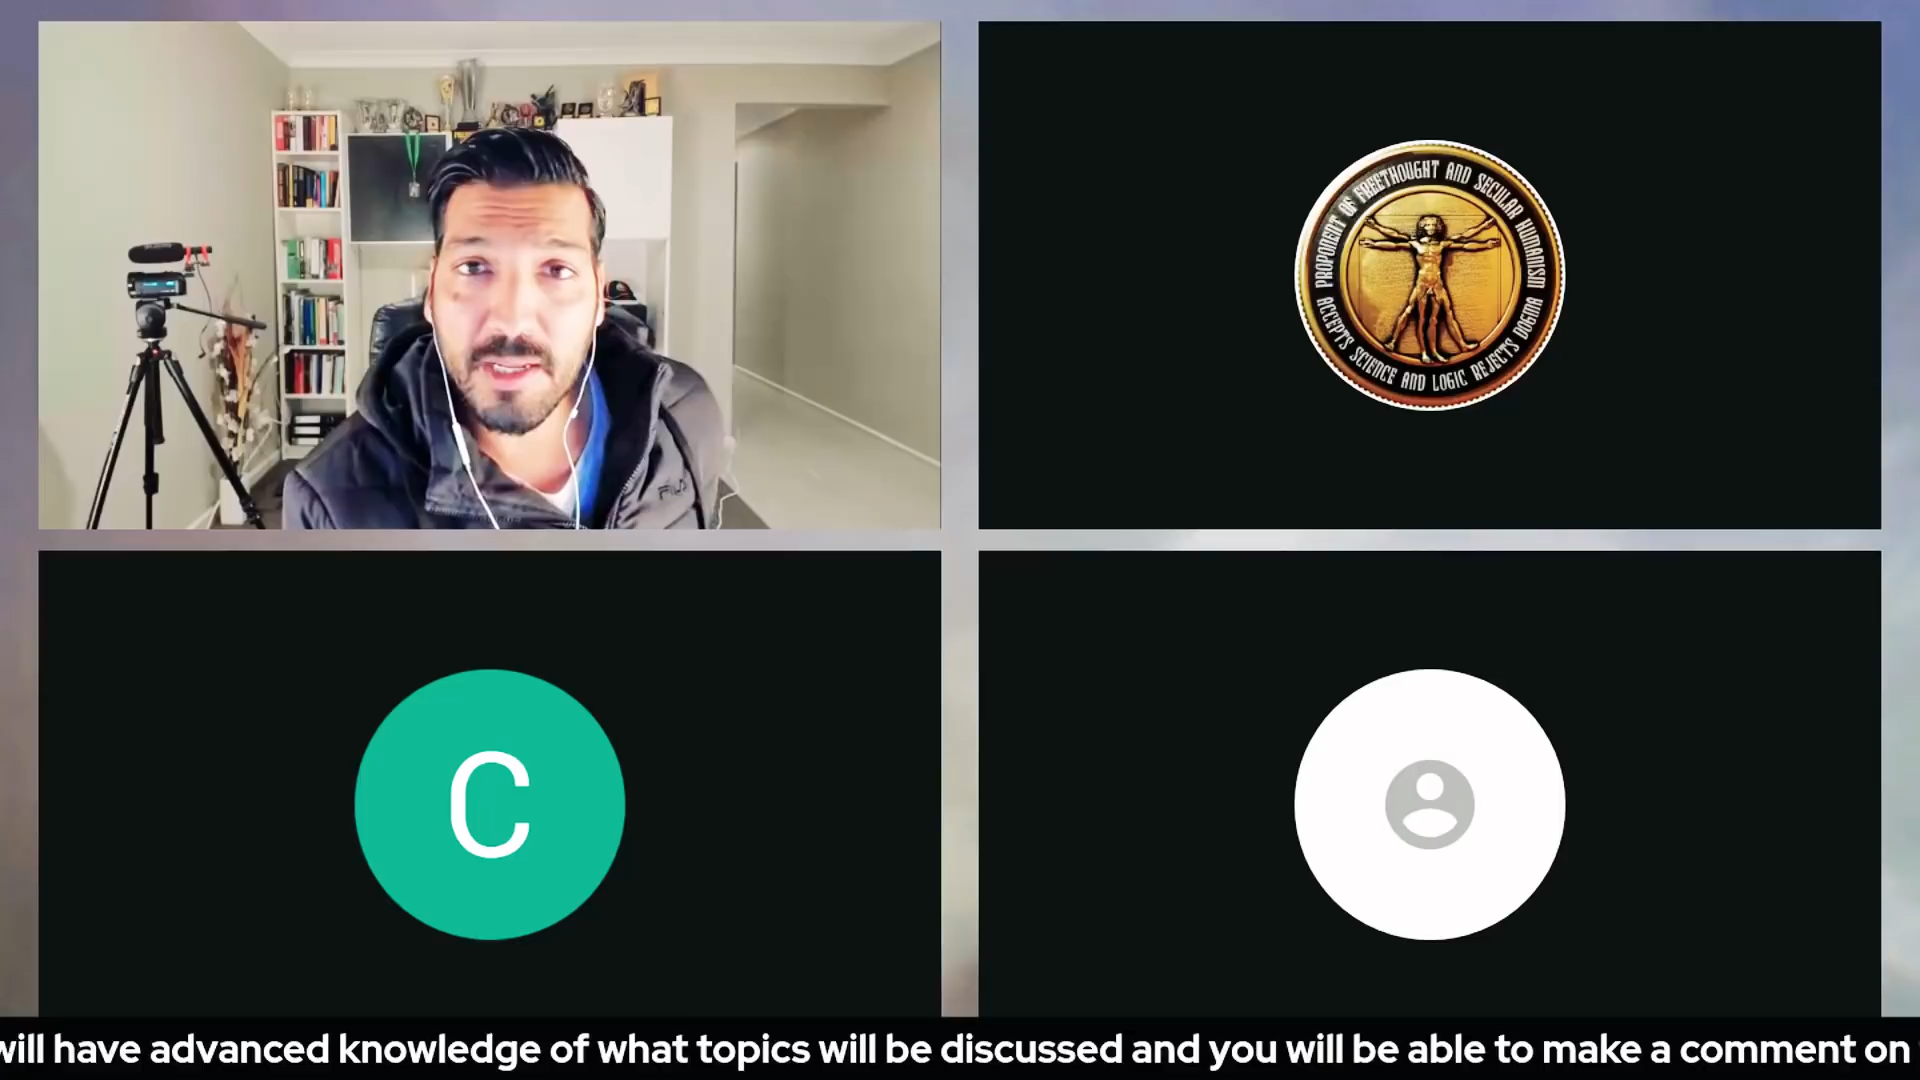 FILA
A PROPONENT OF FREETHOUGHT AND SECULAR HUMANISM
ACCEPTS SCIENCE AND LOGIC REJECTS DOGMA
C
will have advanced knowledge of what topics will be discussed and you will be able to make a comment on